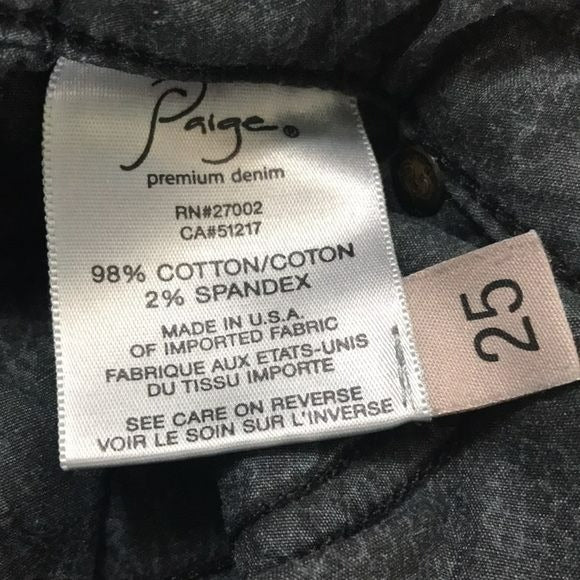 Paige®
premium denim
RN#27002
CA#51217
98% COTTON/COTON
2% SPANDEX
MADE IN U.S.A.
OF IMPORTED FABRIC
FABRIQUE AUX ETATS-UNIS
DU TISSU IMPORTE
SEE CARE ON REVERSE
VOIR LE SOIN SUR L'INVERSE
25